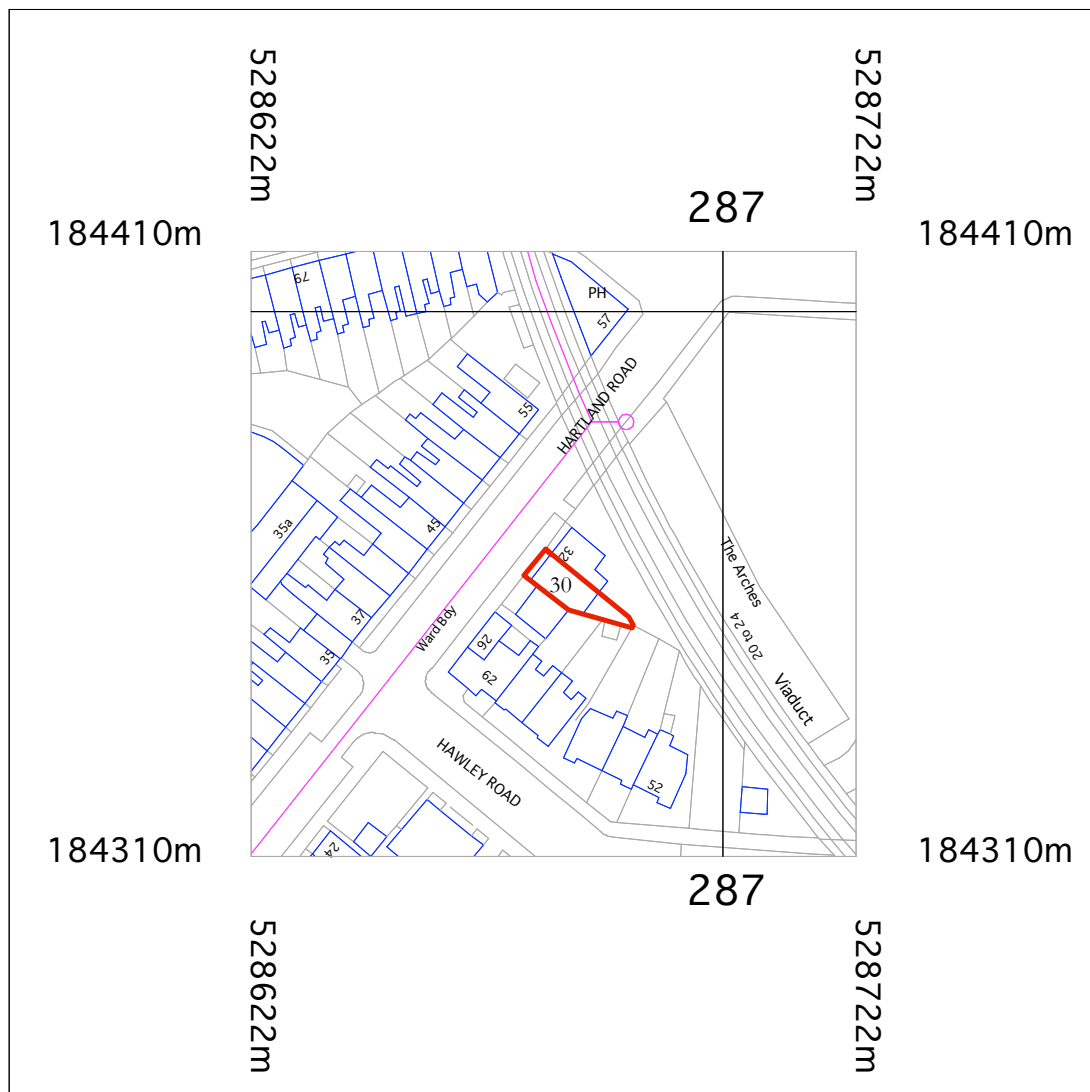 528622m
528722m
287
184410m
184410m
79
PH
57
HARTLAND ROAD
55
45
35a
32
30
The Arches
20 to 24
37
Ward Bdy
26
35
62
Viaduct
HAWLEY ROAD
52
24
184310m
184310m
287
528622m
528722m